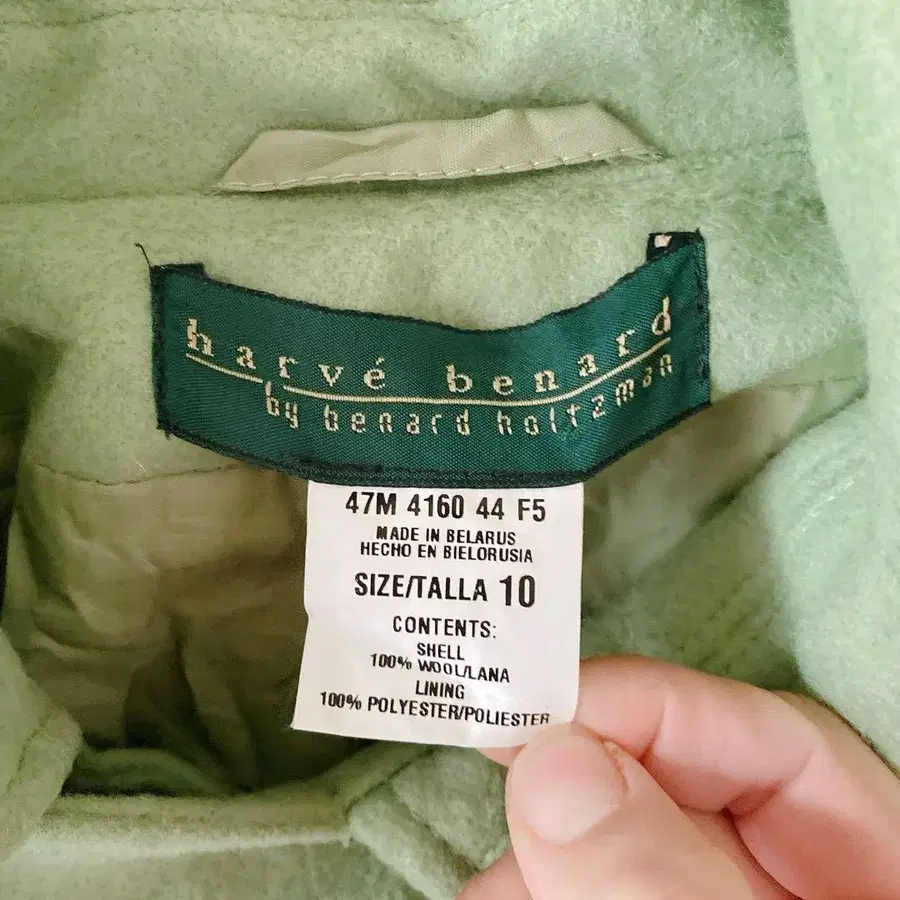 harvé benard
by benard holtzman
47M 4160 44 F5
MADE IN BELARUS
HECHO EN BIELORUSIA
SIZE/TALLA 10
CONTENTS:
SHELL
100% WOOL/LANA
LINING
100% POLYESTER/POLIESTER